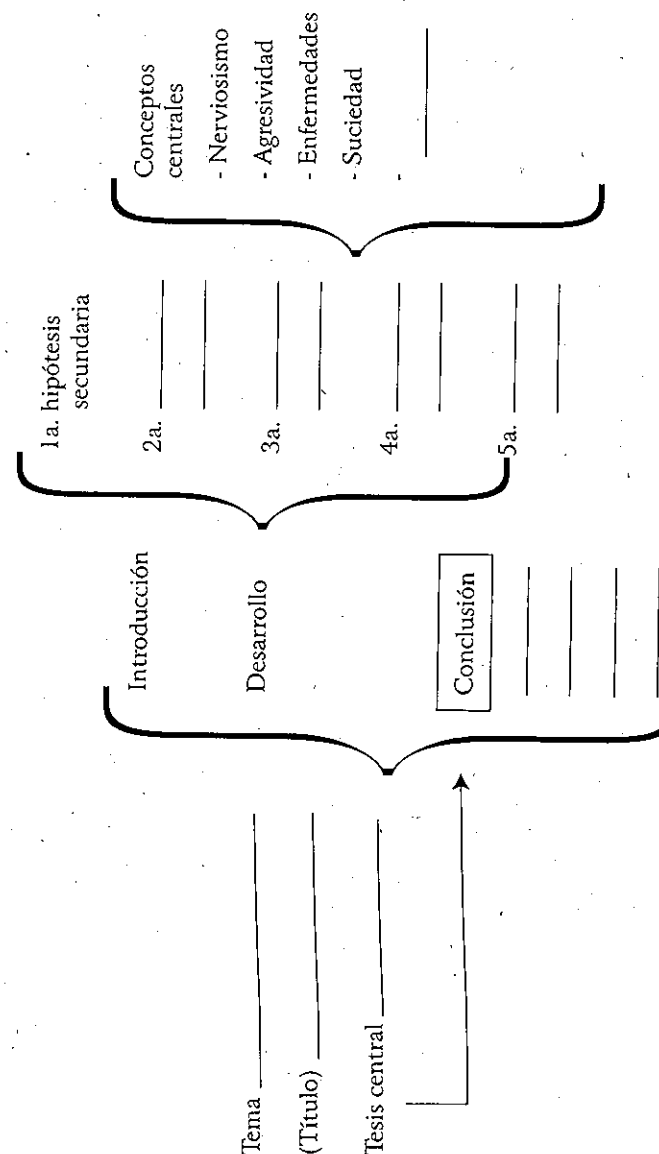 Tema
(Título)
Tesis central
Introducción
Desarrollo
Conclusión
1a. hipótesis
secundaria
2a.
3a.
4a.
5a.
Conceptos
centrales
- Nerviosismo
- Agresividad
- Enfermedades
- Suciedad
-